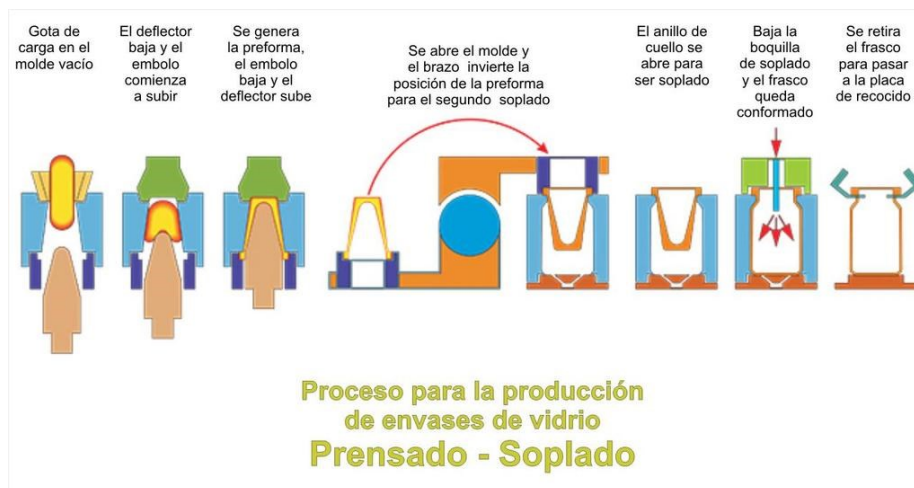 Gota de
carga en el
molde vacío
El deflector
baja y el
embolo
comienza
a subir
Se genera
la preforma,
el embolo
baja y el
deflector sube
Se abre el molde y
el brazo invierte la
posición de la preforma
para el segundo soplado
El anillo de
cuello se
abre para
ser soplado
Baja la
boquilla
de soplado
y el frasco
queda
conformado
Se retira
el frasco
para pasar
a la placa
de recocido
Proceso para la producción
de envases de vidrio
Prensado - Soplado